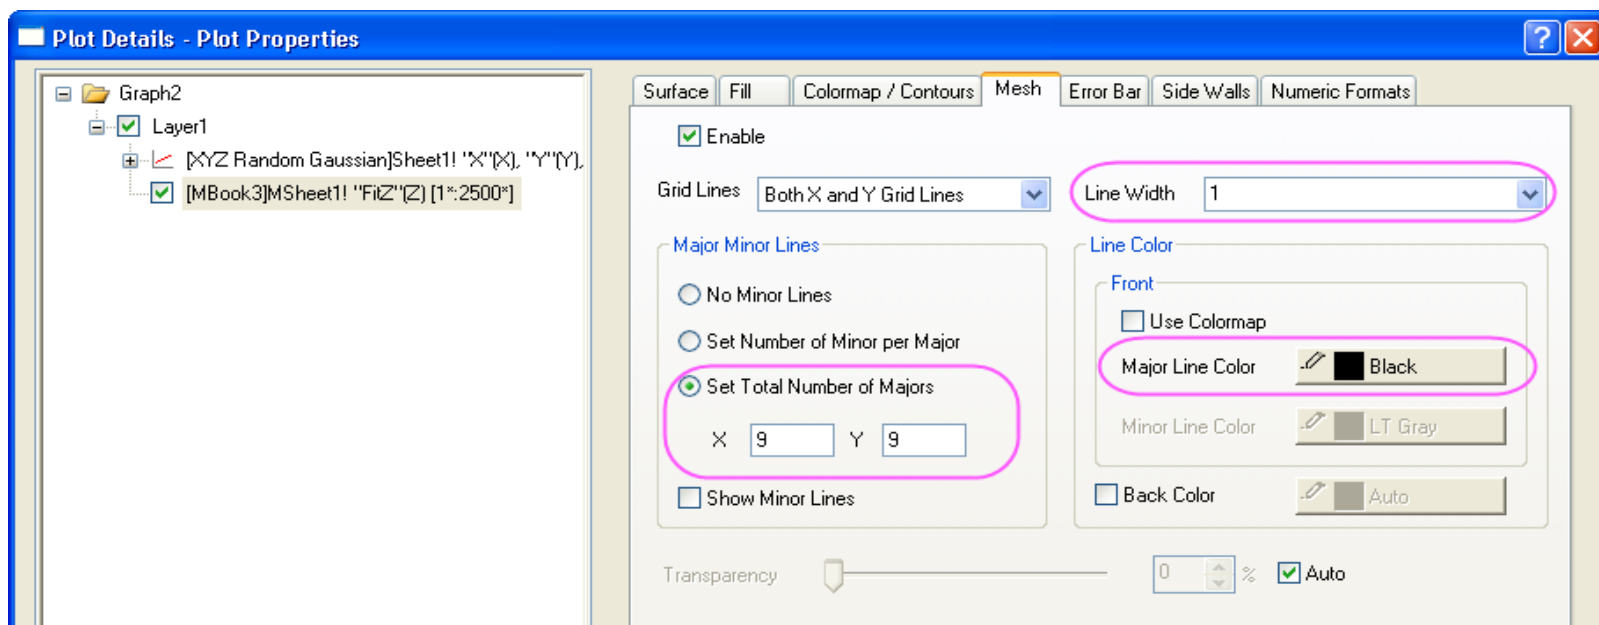 Plot Details - Plot Properties
Graph2
Layer1
[XYZ Random Gaussian]Sheet1! "X"(X), "Y"(Y),
[MBook3]MSheet1! "FitZ"(Z) [1*:2500*]
Surface Fill Colormap / Contours Mesh Error Bar Side Walls Numeric Formats
Enable
Grid Lines Both X and Y Grid Lines Line Width 1
Major Minor Lines
No Minor Lines
Set Number of Minor per Major
Set Total Number of Majors
X 9 Y 9
Show Minor Lines
Line Color
Front
Use Colormap
Major Line Color Black
Minor Line Color LT Gray
Back Color Auto
Transparency 0 % Auto